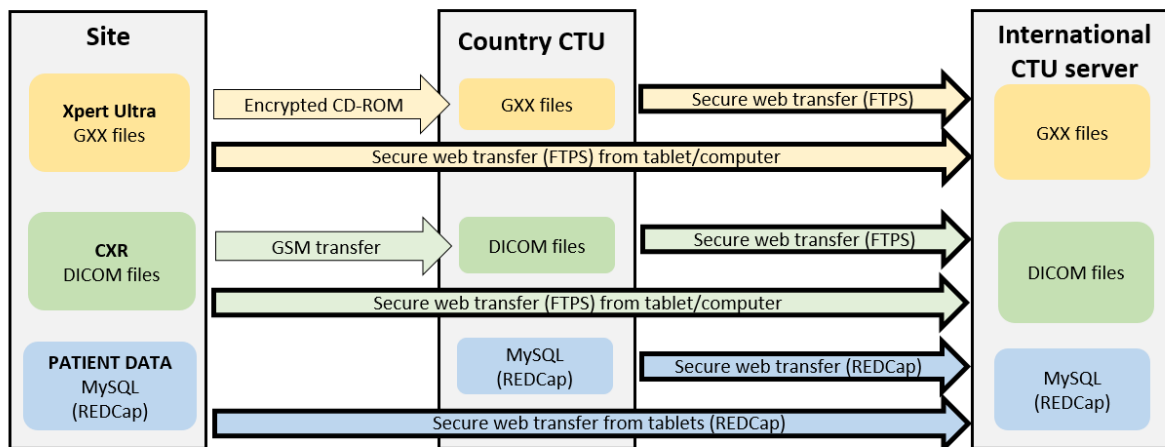 Site
Country CTU
International
CTU server
Xpert Ultra
GXX files
Encrypted CD-ROM
GXX files
Secure web transfer (FTPS)
GXX files
Secure web transfer (FTPS) from tablet/computer
CXR
DICOM files
GSM transfer
DICOM files
Secure web transfer (FTPS)
DICOM files
Secure web transfer (FTPS) from tablet/computer
PATIENT DATA
MySQL
(REDCap)
MySQL
(REDCap)
Secure web transfer (REDCap)
MySQL
(REDCap)
Secure web transfer from tablets (REDCap)